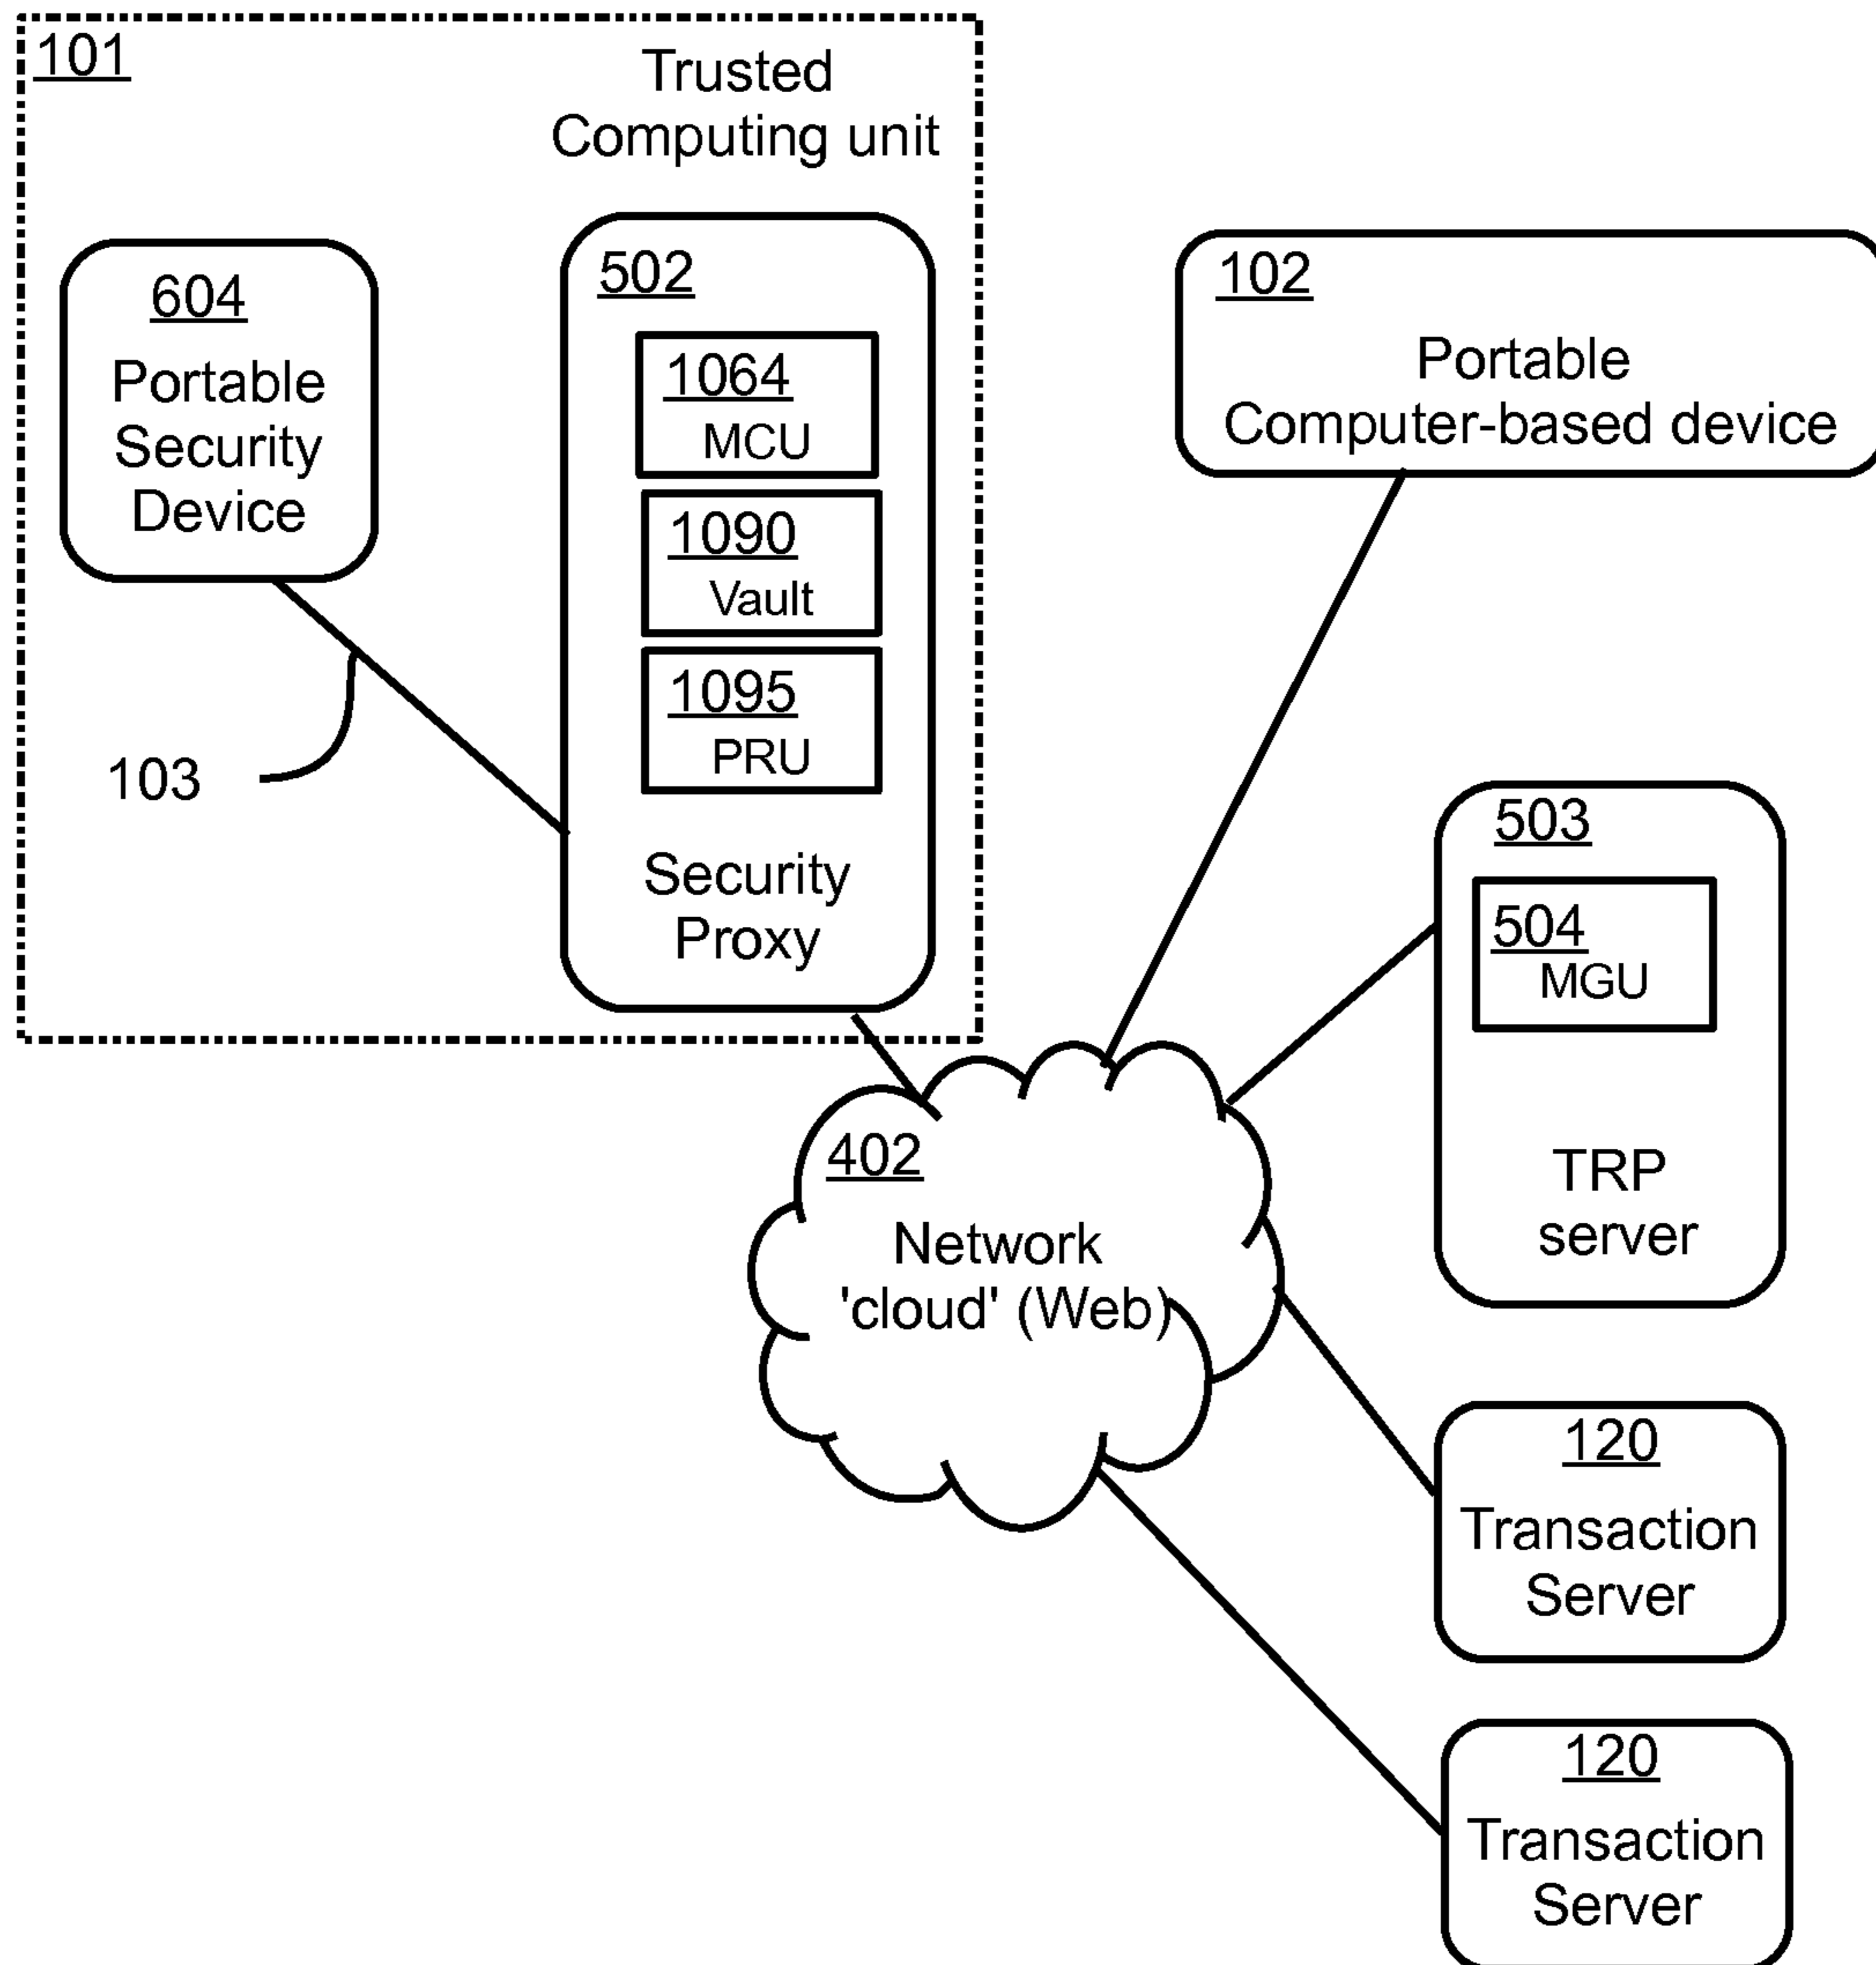 101
Trusted
Computing unit
604
Portable
Security
Device
502
1064
MCU
1090
Vault
1095
PRU
Security
Proxy
103
102
Portable
Computer-based device
503
504
MGU
TRP
server
402
Network
'cloud' (Web)
120
Transaction
Server
120
Transaction
Server